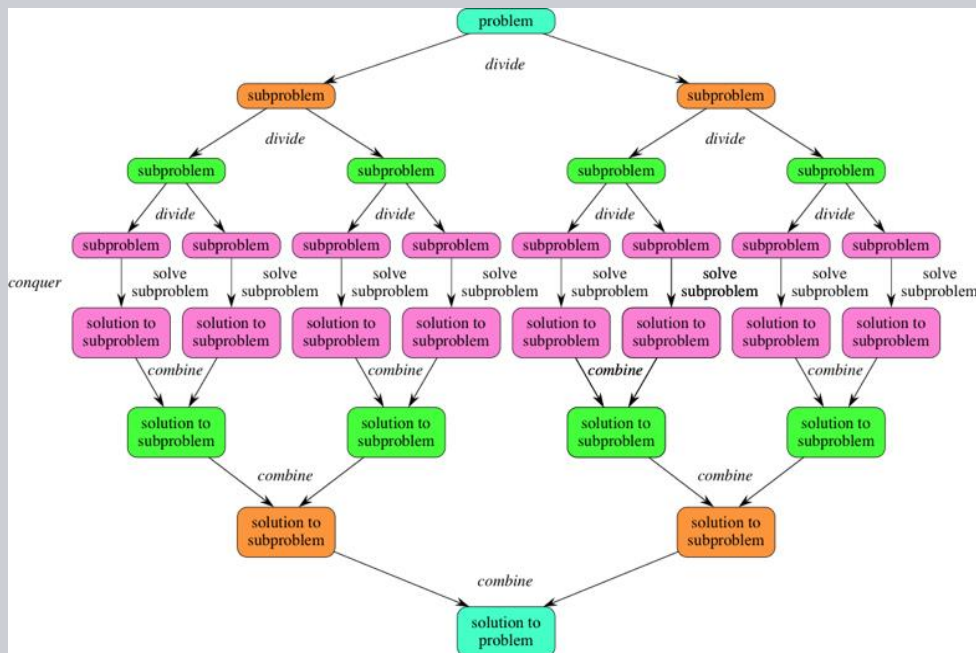 problem
divide
subproblem subproblem
divide divide
subproblem subproblem subproblem subproblem
divide divide divide divide
subproblem subproblem subproblem subproblem subproblem subproblem subproblem subproblem
conquer
solve solve solve solve solve solve solve solve
subproblem subproblem subproblem subproblem subproblem subproblem subproblem subproblem
solution to solution to solution to solution to solution to solution to solution to solution to
subproblem subproblem subproblem subproblem subproblem subproblem subproblem subproblem
combine combine combine combine
solution to solution to solution to solution to
subproblem subproblem subproblem subproblem
combine combine
solution to solution to
subproblem subproblem
combine
solution to
problem